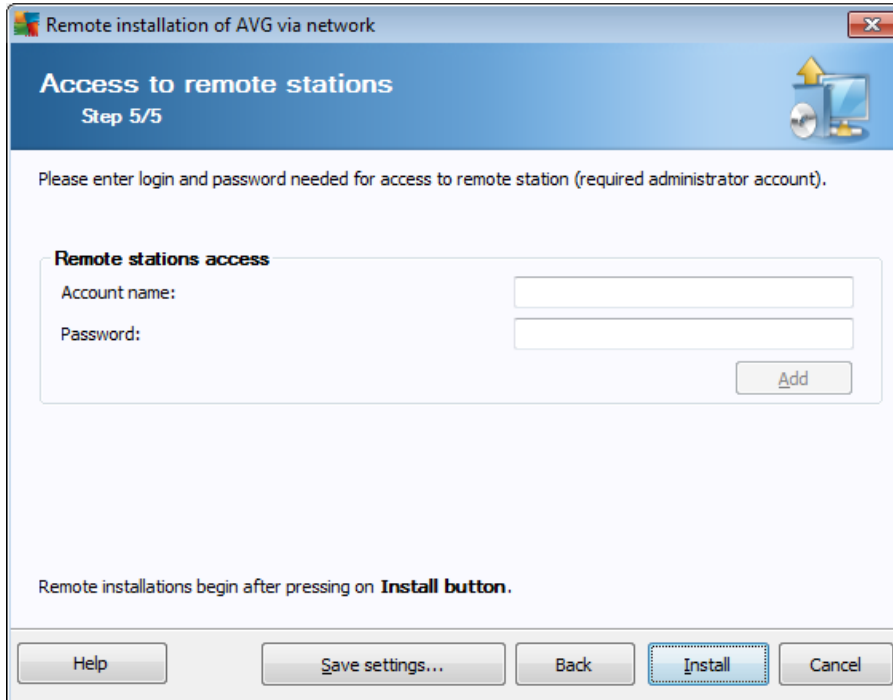 Remote installation of AVG via network
Access to remote stations
Step 5/5
Please enter login and password needed for access to remote station (required administrator account).
Remote stations access
Account name:
Password:
Add
Remote installations begin after pressing on Install button.
Help
Save settings...
Back
Install
Cancel